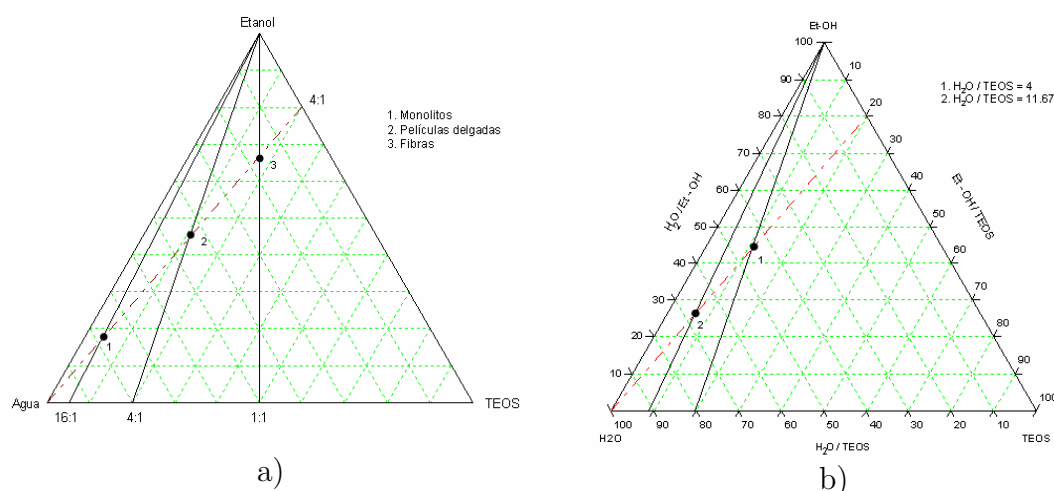 Etanol
4:1
1. Monolitos
2. Películas delgadas
3. Fibras
3
2
1
Agua
TEOS
16:1
4:1
1:1
a)
Et-OH
100
90
80
70
60
50
40
30
20
10
10
20
30
40
50
60
70
80
90
100
1. H2O / TEOS = 4
2. H2O / TEOS = 11.67
H2O / Et - OH
Et - OH / TEOS
1
2
100
90
80
70
60
50
40
30
20
10
H2O
H2O / TEOS
TEOS
b)